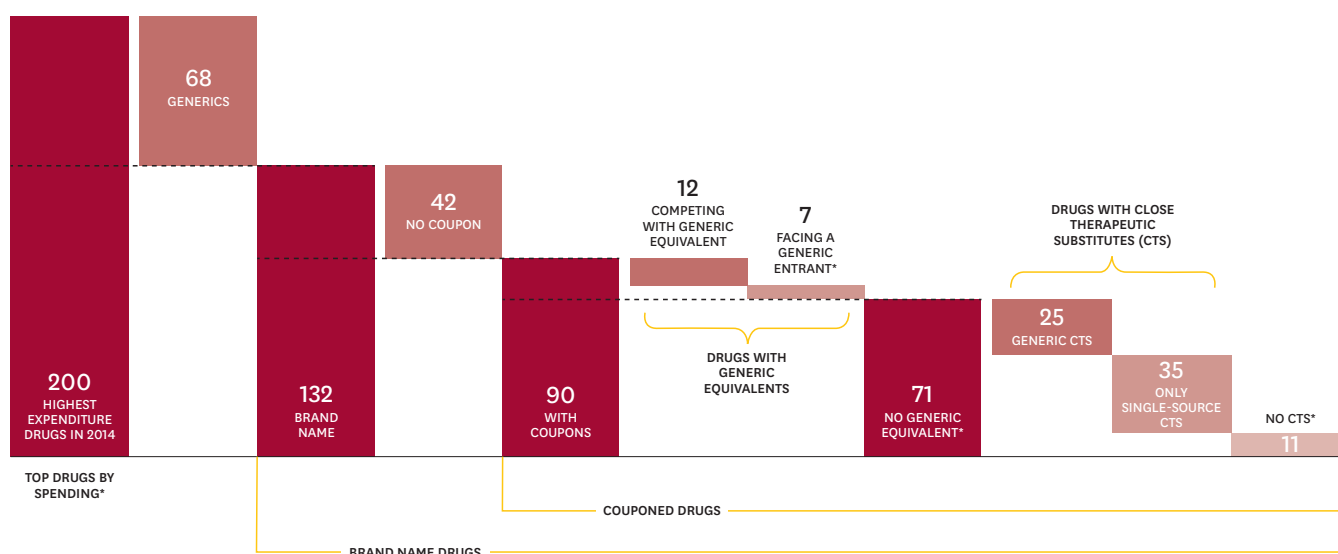 68
GENERICS
42
NO COUPON
12
COMPETING
WITH GENERIC
EQUIVALENT
7
FACING A
GENERIC
ENTRANT*
DRUGS WITH CLOSE
THERAPEUTIC
SUBSTITUTES (CTS)
200
HIGHEST
EXPENDITURE
DRUGS IN 2014
132
BRAND
NAME
90
WITH
COUPONS
DRUGS WITH
GENERIC
EQUIVALENTS
71
NO GENERIC
EQUIVALENT*
25
GENERIC CTS
35
ONLY
SINGLE-SOURCE
CTS
NO CTS*
11
TOP DRUGS BY
SPENDING*
COUPONED DRUGS
BRAND NAME DRUGS